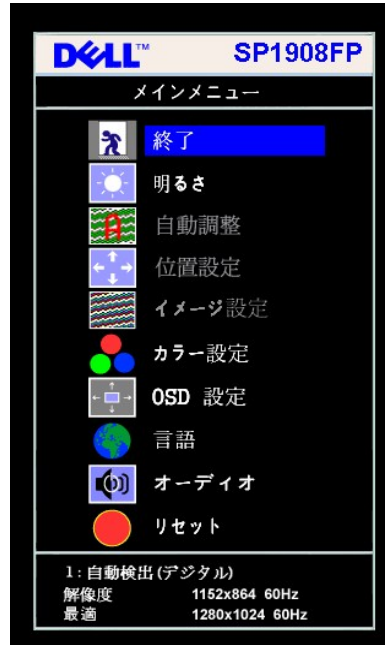 DELL™ SP1908FP
メインメニュー
終了
明るさ
自動調整
位置設定
イメージ設定
カラー設定
OSD 設定
言語
オーディオ
リセット
1: 自動検出(デジタル)
解像度 1152x864 60Hz
最適 1280x1024 60Hz